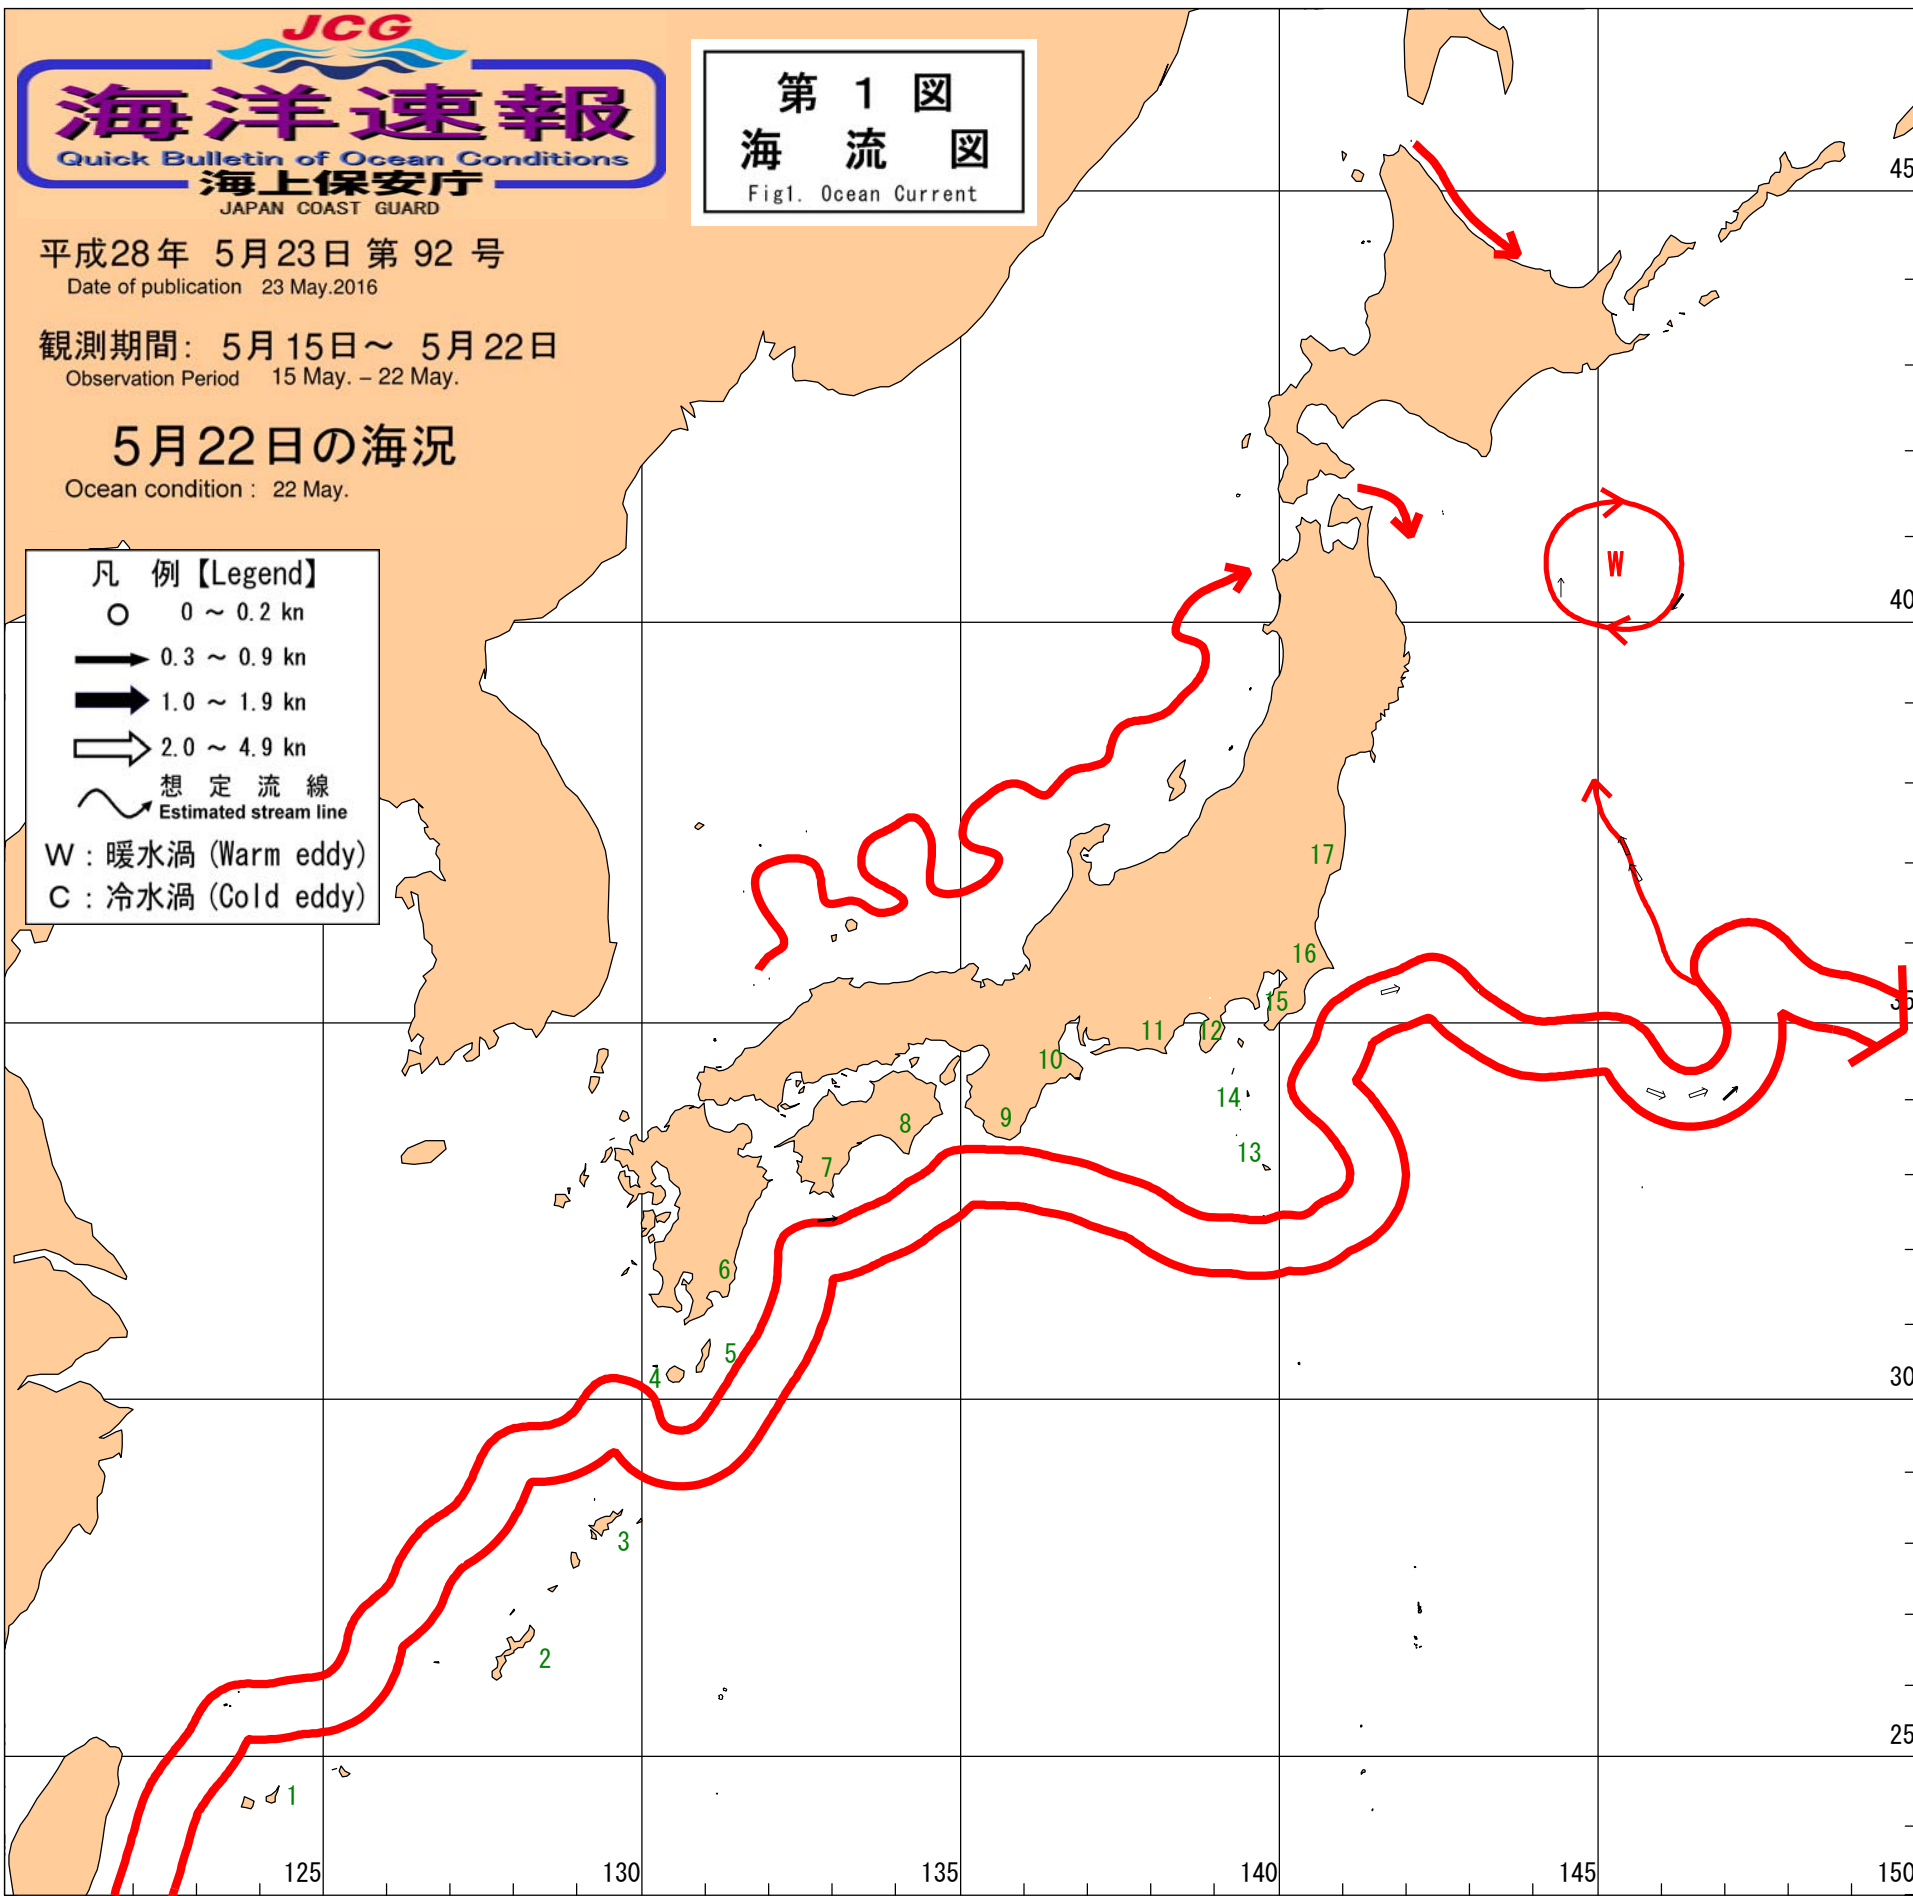 JCG
海洋速報
Quick Bulletin of Ocean Conditions
海上保安庁
JAPAN COAST GUARD
平成28年 5月23日 第 92 号
Date of publication 23 May.2016
観測期間: 5月15日～ 5月22日
Observation Period 15 May. – 22 May.
5月22日の海況
Ocean condition : 22 May.
第 1 図
海 流 図
Fig1. Ocean Current
凡 例【Legend】
0 ～ 0.2 kn
0.3 ～ 0.9 kn
1.0 ～ 1.9 kn
2.0 ～ 4.9 kn
想 定 流 線
Estimated stream line
W : 暖水渦 (Warm eddy)
C : 冷水渦 (Cold eddy)
45
W
40
17
16
35
15
11
12
10
14
9
8
13
7
6
5
4
30
3
2
25
1
125
130
135
140
145
150